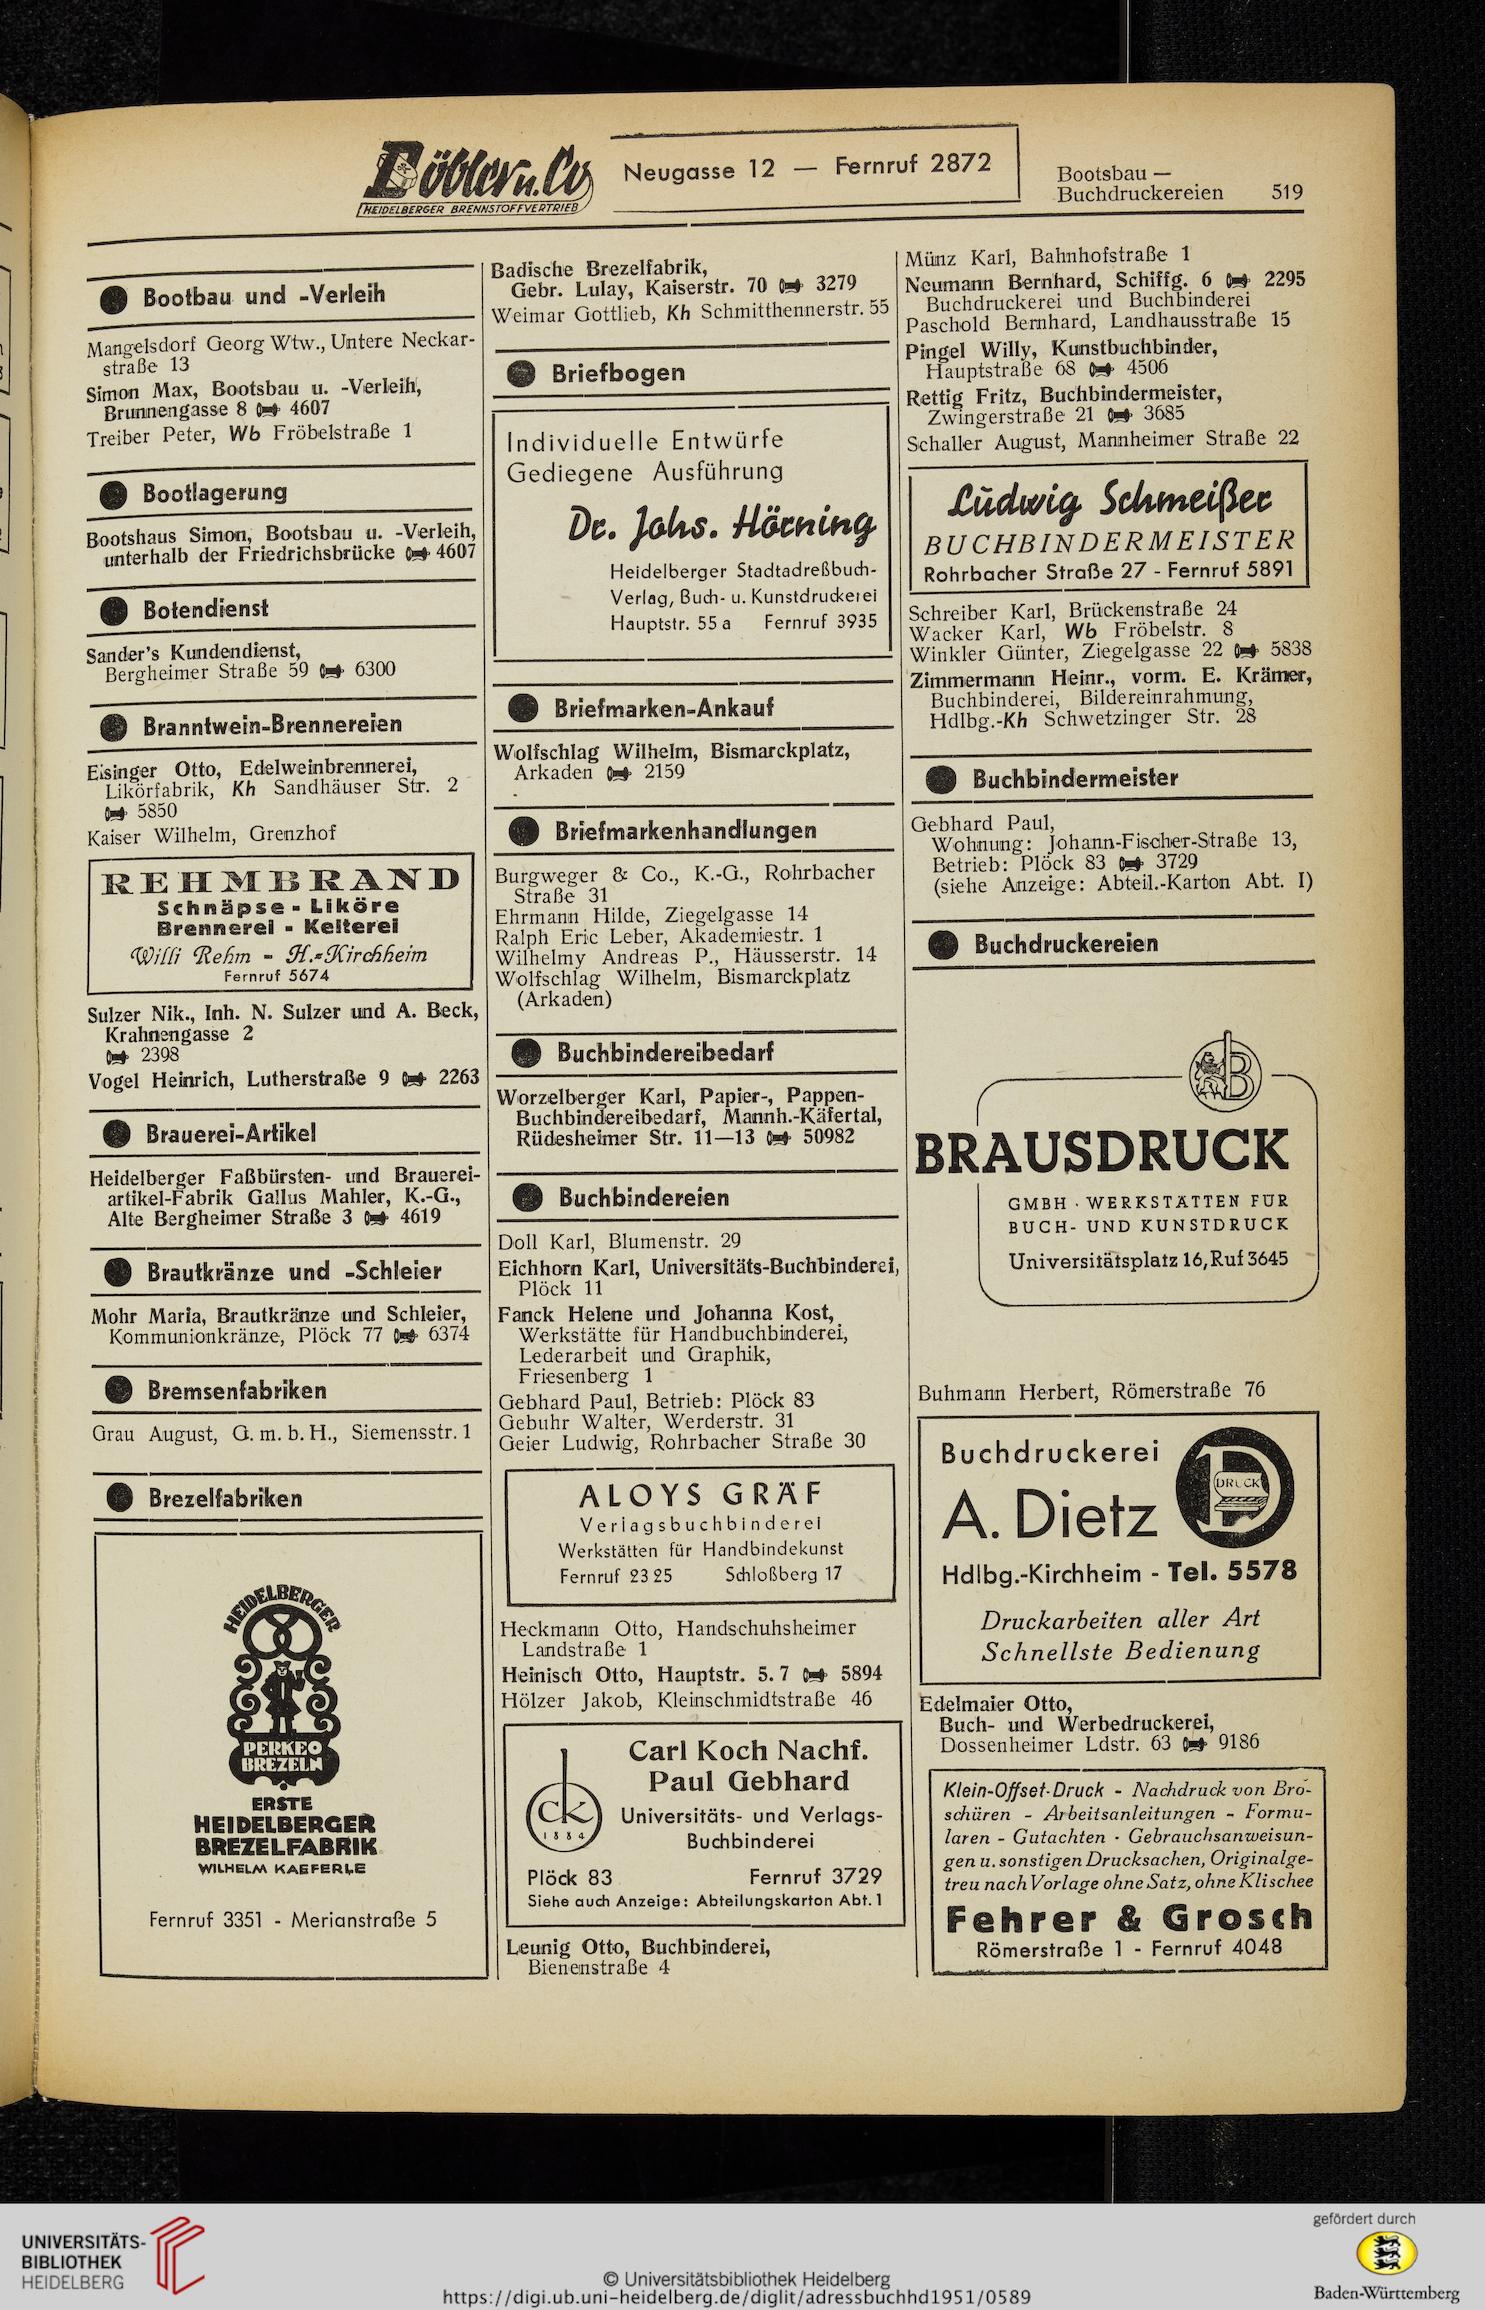 Döbler u. Co
HEIDELBERGER BRENNSTOFFVERTRIEB
Neugasse 12 — Fernruf 2872
Bootsbau —
Buchdruckereien 519
Bootbau und -Verleih
Mangelsdorf Georg Wtw., Untere Neckar-
straße 13
Simon Max, Bootsbau u. -Verleih,
Brunnengasse 8 4607
Treiber Peter, Wb Fröbelstraße 1
Bootlagerung
Bootshaus Simon, Bootsbau u. -Verleih,
unterhalb der Friedrichsbrücke 4607
Botendienst
Sander's Kundendienst,
Bergheimer Straße 59 6300
Branntwein-Brennereien
Eisinger Otto, Edelweinbrennerei,
Likörfabrik, Kh Sandhäuser Str. 2
5850
Kaiser Wilhelm, Grenzhof
REHMBRAND
Schnäpse - Liköre
Brennerei - Kelterei
Willi Rehm - H.-Kirchheim
Fernruf 5674
Sulzer Nik., Inh. N. Sulzer und A. Beck,
Krahnengasse 2
2398
Vogel Heinrich, Lutherstraße 9 2263
Brauerei-Artikel
Heidelberger Faßbürsten- und Brauerei-
artikel-Fabrik Gallus Mahler, K.-G.,
Alte Bergheimer Straße 3 4619
Brautkränze und -Schleier
Mohr Maria, Brautkränze und Schleier,
Kommunionkränze, Plöck 77 6374
Bremsenfabriken
Grau August, G. m. b. H., Siemensstr. 1
Brezelfabriken
HEIDELBERGER
PERKEO
BREZELN
ERSTE
HEIDELBERGER
BREZELFABRIK
WILHELM KAEFERLE
Fernruf 3351 - Merianstraße 5
Badische Brezelfabrik,
Gebr. Lulay, Kaiserstr. 70 3279
Weimar Gottlieb, Kh Schmitthennerstr. 55
Briefbogen
Individuelle Entwürfe
Gediegene Ausführung
Dr. Johs. Hörning
Heidelberger Stadtadreßbuch-
Verlag, Buch- u. Kunstdruckerei
Hauptstr. 55 a Fernruf 3935
Briefmarken-Ankauf
Wolfschlag Wilhelm, Bismarckplatz,
Arkaden 2159
Briefmarkenhandlungen
Burgweger & Co., K.-G., Rohrbacher
Straße 31
Ehrmann Hilde, Ziegelgasse 14
Ralph Eric Leber, Akademiestr. 1
Wilhelmy Andreas P., Häusserstr. 14
Wolfschlag Wilhelm, Bismarckplatz
(Arkaden)
Buchbindereibedarf
Worzelberger Karl, Papier-, Pappen-
Buchbindereibedarf, Mannh.-Käfertal,
Rüdesheimer Str. 11—13 50982
Buchbindereien
Doll Karl, Blumenstr. 29
Eichhorn Karl, Universitäts-Buchbinderei,
Plöck 11
Fanck Helene und Johanna Kost,
Werkstätte für Handbuchbinderei,
Lederarbeit und Graphik,
Friesenberg 1
Gebhard Paul, Betrieb: Plöck 83
Gebuhr Walter, Werderstr. 31
Geier Ludwig, Rohrbacher Straße 30
ALOYS GRÄF
Verlagsbuchbinderei
Werkstätten für Handbindekunst
Fernruf 2325 Schloßberg 17
Heckmann Otto, Handschuhsheimer
Landstraße 1
Heinisch Otto, Hauptstr. 5. 7 5894
Hölzer Jakob, Kleinschmidtstraße 46
CK
1884
Carl Koch Nachf.
Paul Gebhard
Universitäts- und Verlags-
Buchbinderei
Plöck 83 Fernruf 3729
Siehe auch Anzeige: Abteilungskarton Abt. 1
Leunig Otto, Buchbinderei,
Bienenstraße 4
Münz Karl, Bahnhofstraße 1
Neumann Bernhard, Schiffg. 6 2295
Buchdruckerei und Buchbinderei
Paschold Bernhard, Landhausstraße 15
Pingel Willy, Kunstbuchbinder,
Hauptstraße 68 4506
Rettig Fritz, Buchbindermeister,
Zwingerstraße 21 3685
Schaller August, Mannheimer Straße 22
Ludwig Schmeißer
BUCHBINDERMEISTER
Rohrbacher Straße 27 - Fernruf 5891
Schreiber Karl, Brückenstraße 24
Wacker Karl, Wb Fröbelstr. 8
Winkler Günter, Ziegelgasse 22 5838
Zimmermann Heinr., vorm. E. Krämer,
Buchbinderei, Bildereinrahmung,
Hdlbg.-Kh Schwetzinger Str. 28
Buchbindermeister
Gebhard Paul,
Wohnung: Johann-Fischer-Straße 13,
Betrieb: Plöck 83 3729
(siehe Anzeige: Abteil.-Karton Abt. I)
Buchdruckereien
B
BRAUSDRUCK
GMBH · WERKSTÄTTEN FÜR
BUCH- UND KUNSTDRUCK
Universitätsplatz 16, Ruf 3645
Buhmann Herbert, Römerstraße 76
Buchdruckerei
A. Dietz
DRUCK
Hdlbg.-Kirchheim - Tel. 5578
Druckarbeiten aller Art
Schnellste Bedienung
Edelmaier Otto,
Buch- und Werbedruckerei,
Dossenheimer Ldstr. 63 9186
Klein-Offset-Druck - Nachdruck von Bro-
schüren - Arbeitsanleitungen - Formu-
laren - Gutachten - Gebrauchsanweisun-
gen u. sonstigen Drucksachen, Originalge-
treu nach Vorlage ohne Satz, ohne Klischee
Fehrer & Grosch
Römerstraße 1 - Fernruf 4048
UNIVERSITÄTS-
BIBLIOTHEK
HEIDELBERG
© Universitätsbibliothek Heidelberg
https://digi.ub.uni-heidelberg.de/diglit/adressbuchhd1951/0589
gefördert durch
Baden-Württemberg